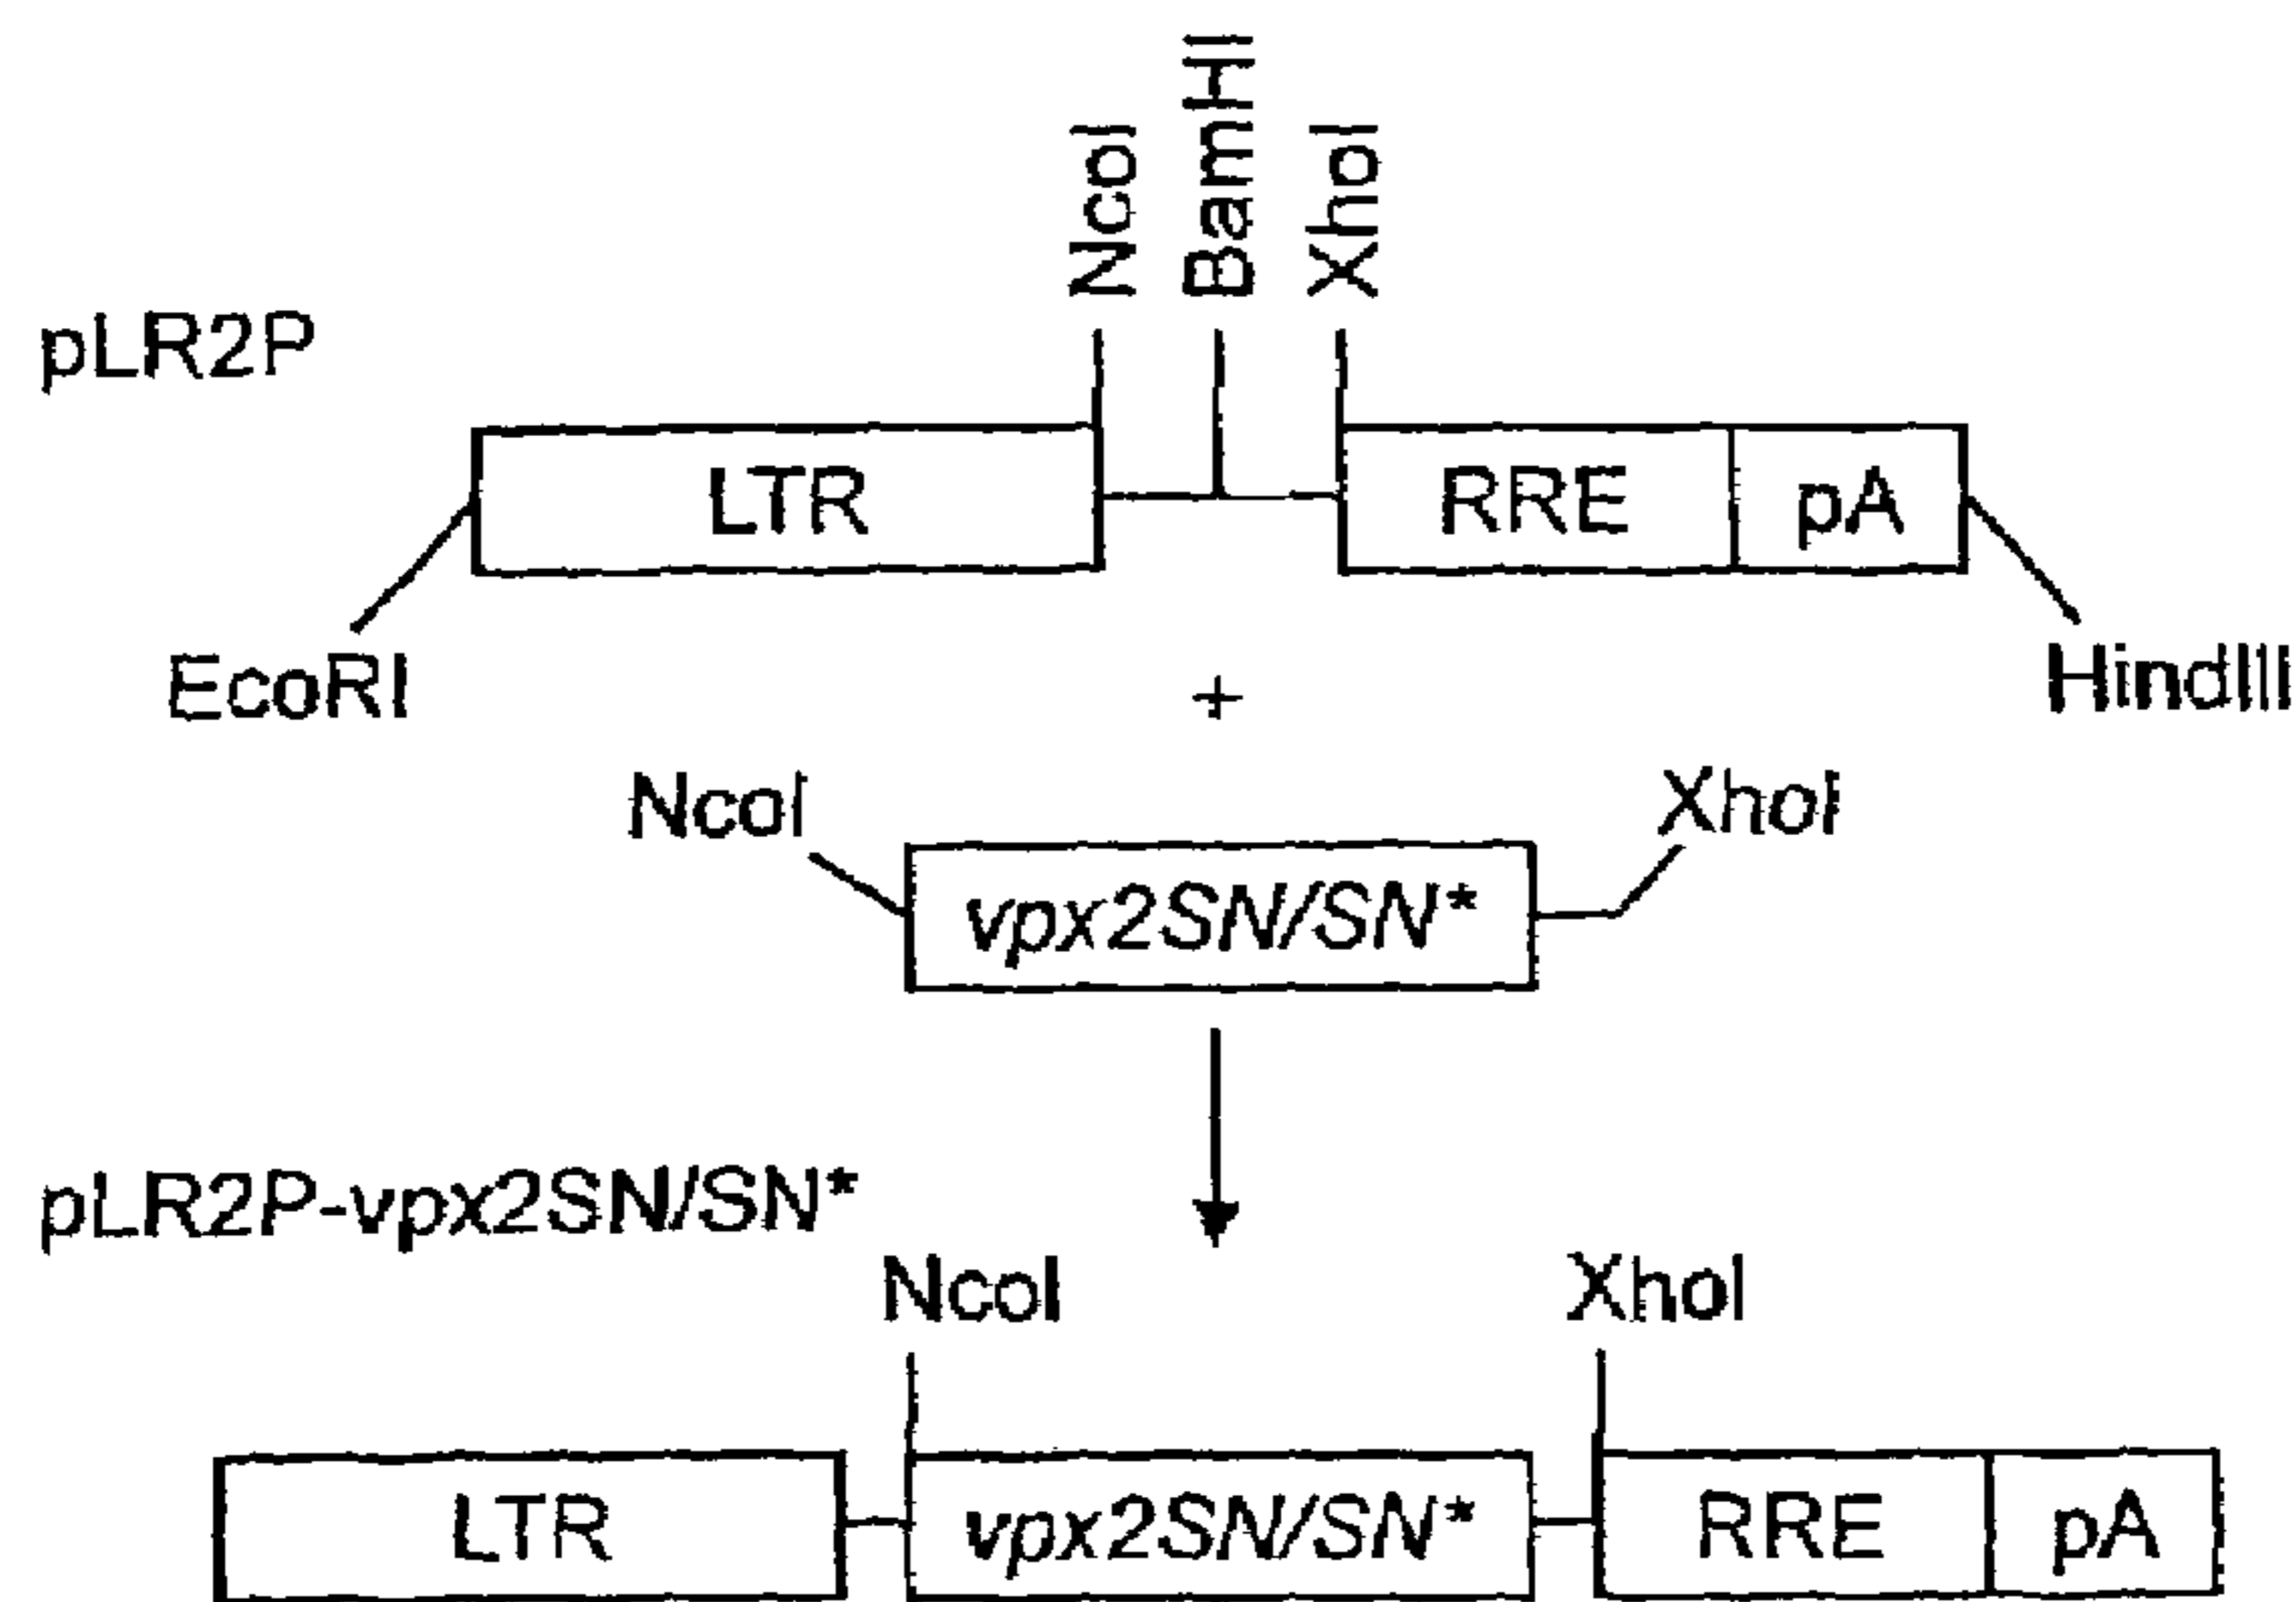 NcoI
BamHI
XhoI
pLR2P
LTR
RRE
pA
EcoRI
HindIII
+
NcoI
XhoI
vpx2SN/SN*
pLR2P-vpx2SN/SN*
NcoI
XhoI
LTR
vpx2SN/SN*
RRE
pA